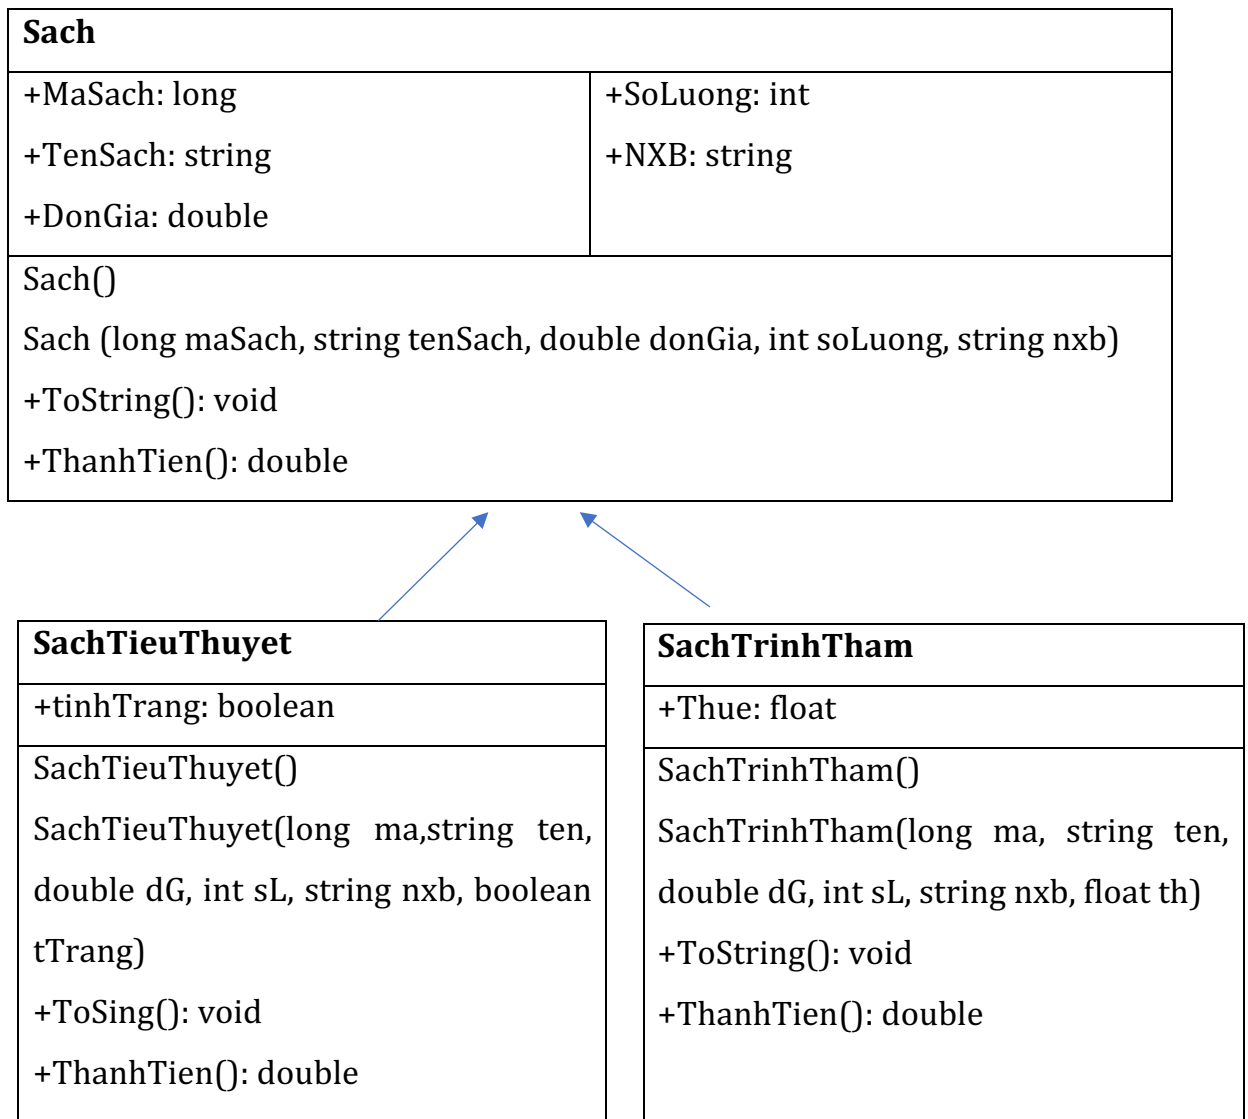 Sach
+MaSach: long
+TenSach: string
+DonGia: double
+SoLuong: int
+NXB: string
Sach()
Sach (long maSach, string tenSach, double donGia, int soLuong, string nxb)
+ToString(): void
+ThanhTien(): double
SachTieuThuyet
+tinhTrang: boolean
SachTieuThuyet()
SachTieuThuyet(long ma,string ten,
double dG, int sL, string nxb, boolean
tTrang)
+ToSing(): void
+ThanhTien(): double
SachTrinhTham
+Thue: float
SachTrinhTham()
SachTrinhTham(long ma, string ten,
double dG, int sL, string nxb, float th)
+ToString(): void
+ThanhTien(): double